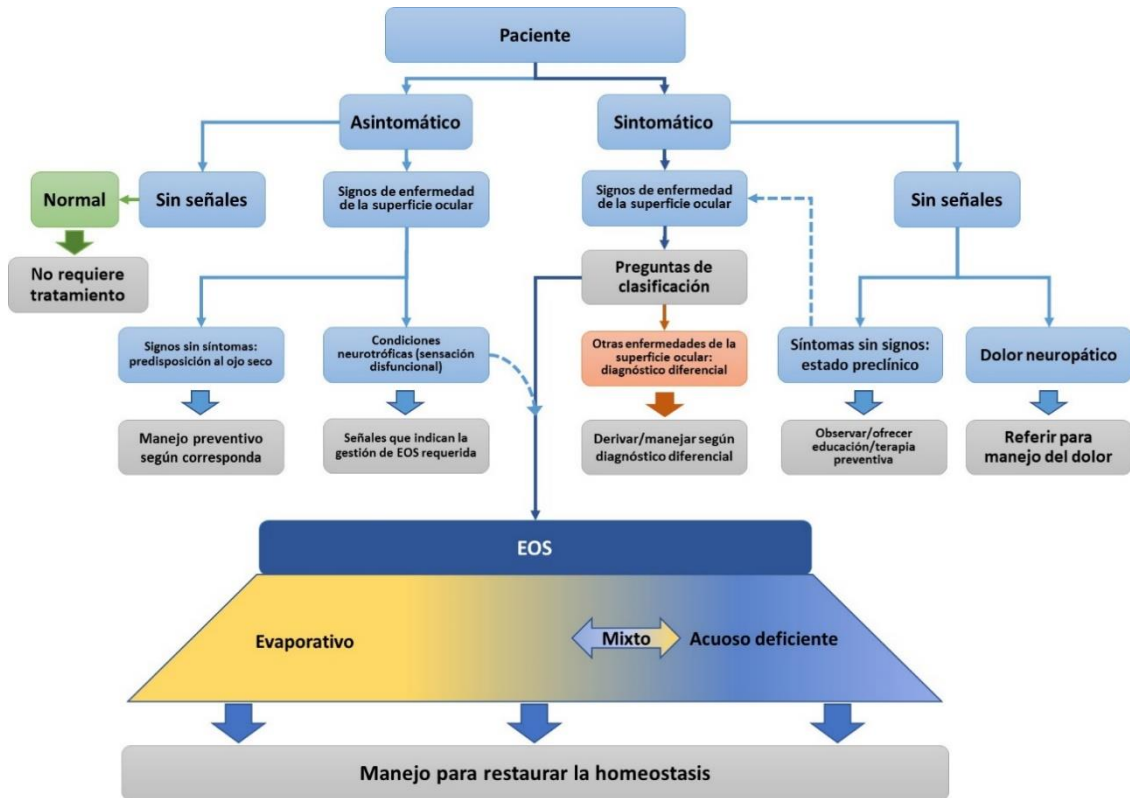 Paciente
Asintomático
Sintomático
Normal
Sin señales
Signos de enfermedad
de la superficie ocular
Signos de enfermedad
de la superficie ocular
Sin señales
No requiere
tratamiento
Preguntas de
clasificación
Signos sin síntomas:
predisposición al ojo seco
Condiciones
neurotróficas (sensación
disfuncional)
Otras enfermedades de la
superficie ocular:
diagnóstico diferencial
Síntomas sin signos:
estado preclínico
Dolor neuropático
Manejo preventivo
según corresponda
Señales que indican la
gestión de EOS requerida
Derivar/manejar según
diagnóstico diferencial
Observar/ofrecer
educación/terapia
preventiva
Referir para
manejo del dolor
EOS
Evaporativo
Mixto
Acuoso deficiente
Manejo para restaurar la homeostasis